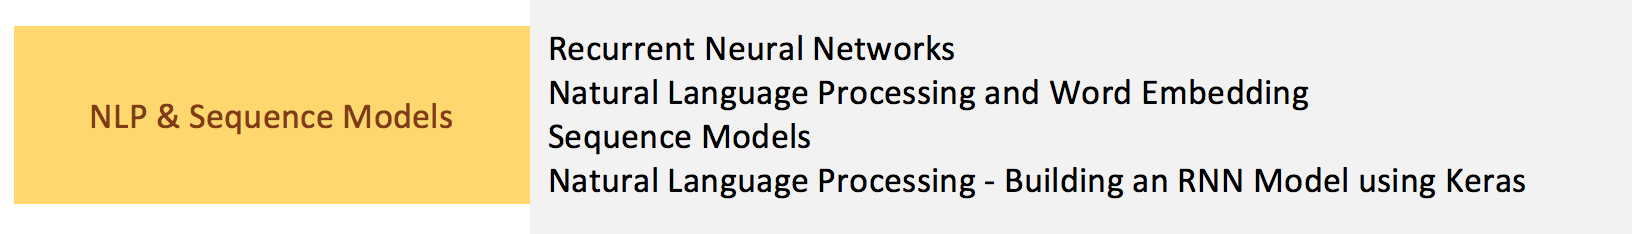 NLP & Sequence Models
Recurrent Neural Networks
Natural Language Processing and Word Embedding
Sequence Models
Natural Language Processing - Building an RNN Model using Keras